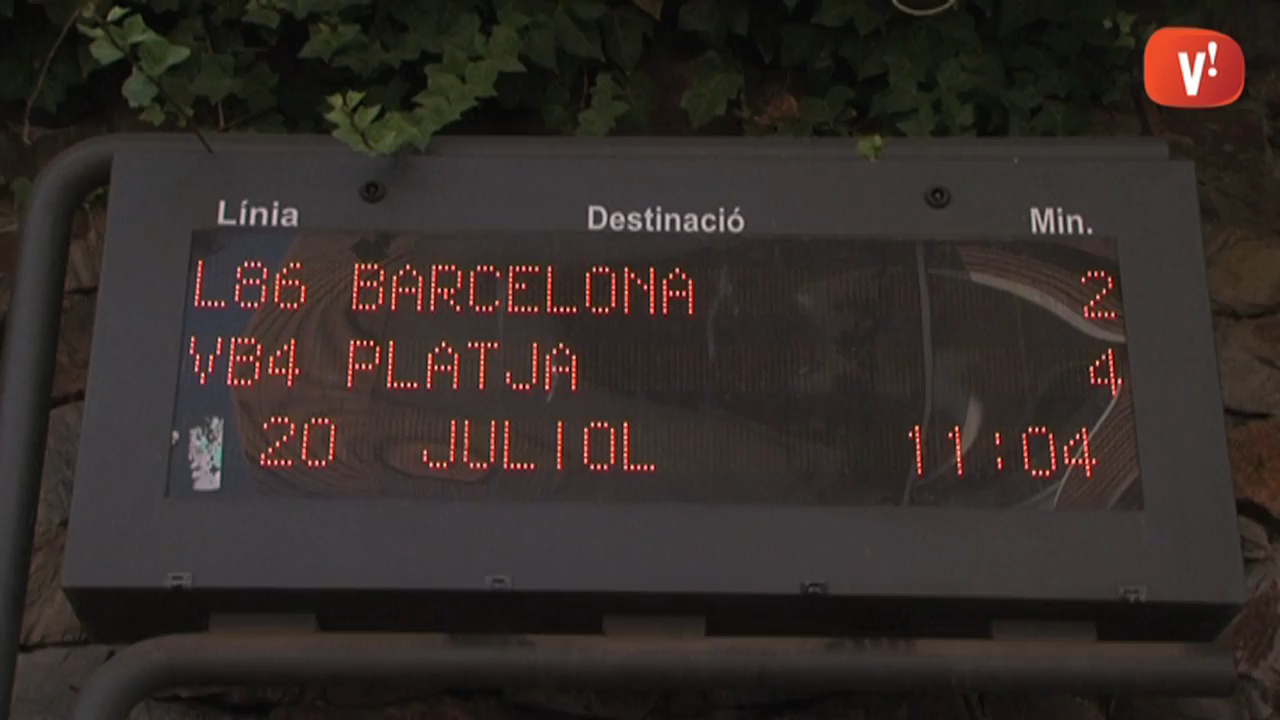 V!
Línia Destinació Min.
L86 BARCELONA 2
VB4 PLATJA 4
20 JULIOL 11:04